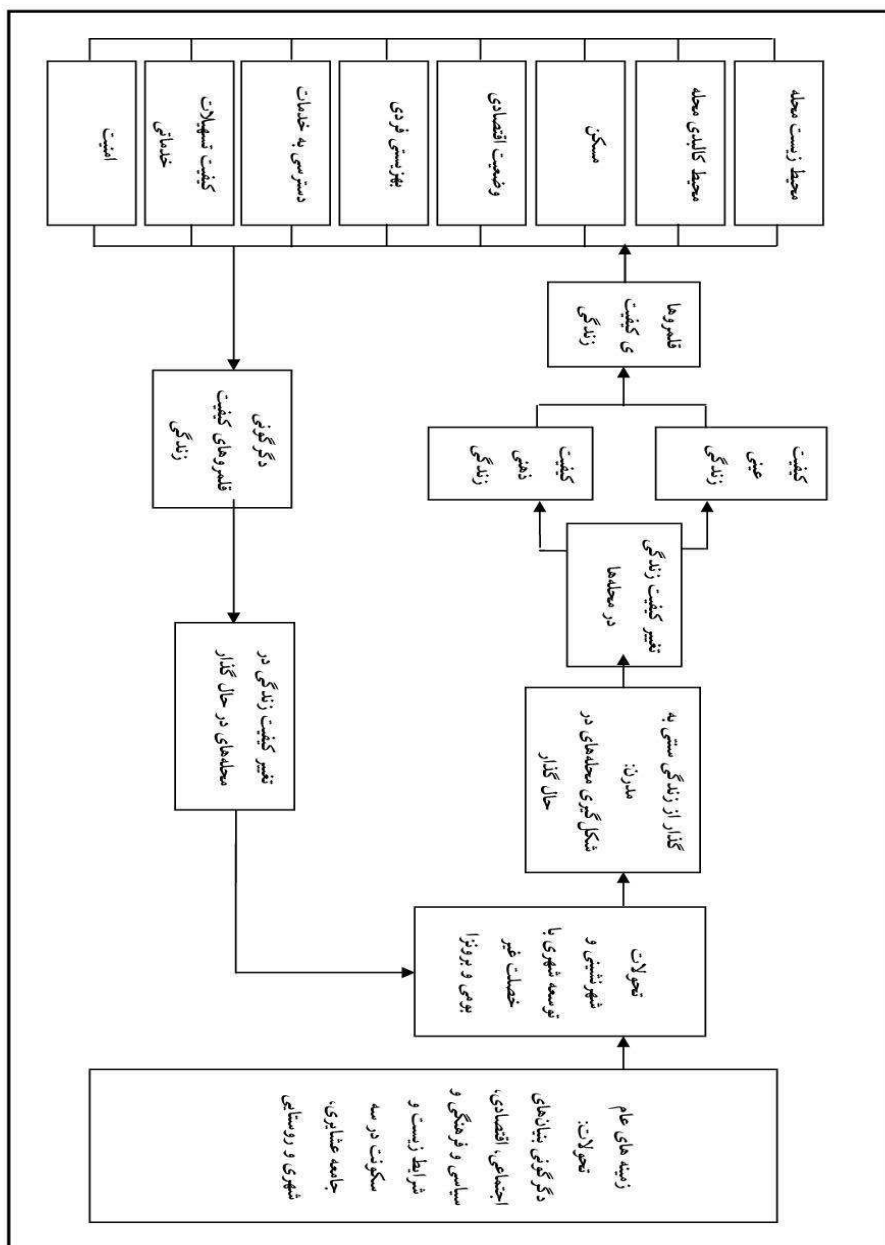 زمینه های عام
تحولات:
دگرگونی بنیان‌های
اجتماعی، اقتصادی،
سیاسی و فرهنگی و
شرایط زیست و
سکونت در سه
جامعه عشایری،
شهری و روستایی
تحولات
شهرنشینی و
توسعه شهری با
خصلت غیر
بومی و برونزا
گذار از زندگی سنتی به
مدرن:
شکل‌گیری محله‌های در
حال گذار
تغییر کیفیت زندگی
در محله‌ها
کیفیت
عینی
زندگی
کیفیت
ذهنی
زندگی
قلمروها
ی کیفیت
زندگی
محیط زیست محله
محیط کالبدی محله
مسکن
وضعیت اقتصادی
بهزیستی فردی
دسترسی به خدمات
کیفیت تسهیلات
خدماتی
امنیت
دگرگونی
قلمروهای کیفیت
زندگی
تغییر کیفیت زندگی در
محله‌های در حال گذار